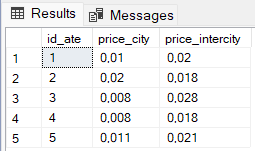 Results Messages
id_ate price_city price_intercity
1 1 0,01 0,02
2 2 0,02 0,018
3 3 0,008 0,028
4 4 0,008 0,018
5 5 0,011 0,021